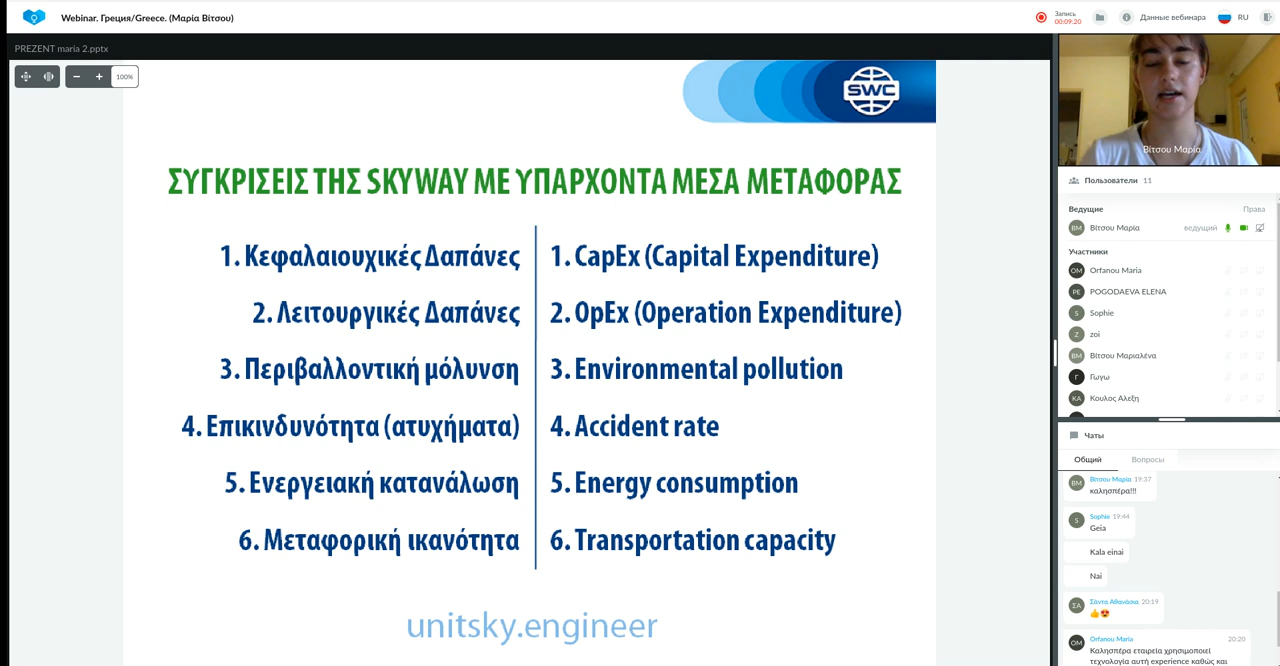 Webinar. Греция/Greece. (Μαρία Βίτσου)
Запись
00:09:20
Данные вебинара
RU
PREZENT maria 2.pptx
100%
SWC
ΣΥΓΚΡΙΣΕΙΣ ΤΗΣ SKYWAY ΜΕ ΥΠΑΡΧΟΝΤΑ ΜΕΣΑ ΜΕΤΑΦΟΡΑΣ
1. Κεφαλαιουχικές Δαπάνες
2. Λειτουργικές Δαπάνες
3. Περιβαλλοντική μόλυνση
4. Επικινδυνότητα (ατυχήματα)
5. Ενεργειακή κατανάλωση
6. Μεταφορική ικανότητα
1. CapEx (Capital Expenditure)
2. OpEx (Operation Expenditure)
3. Environmental pollution
4. Accident rate
5. Energy consumption
6. Transportation capacity
unitsky.engineer
Βίτσου Μαρία
Пользователи 11
Ведущие
Права
ΒΜ Βίτσου Μαρία ведущий
Участники
OM Orfanou Maria
PE POGODAEVA ELENA
S Sophie
Z zoi
ΒΜ Βίτσου Μαριαλένα
Γ Γωγω
ΚΑ Κουλος Αλεξη
Чаты
Общий
Вопросы
ΒΜ Βίτσου Μαρία 19:37
καλησπέρα!!!
S Sophie 19:44
Geia
Kala einai
Nai
ΣΑ Σάντα Αθανάσια 20:19
👍😍
OM Orfanou Maria 20:20
Καλησπέρα εταιρεία χρησιμοποιεί
τεχνολογία αυτή experience καθώς και